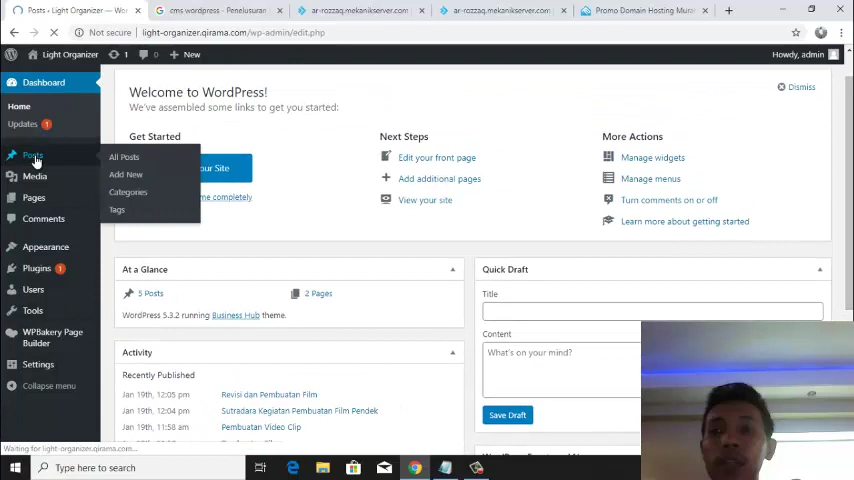 Posts ‹ Light Organizer — Wo
cms wordpress - Penelusuran
ar-rozzaq.mekanikserver.com
ar-rozzaq.mekanikserver.com
Promo Domain Hosting Mura
Not secure
light-organizer.qirama.com/wp-admin/edit.php
Light Organizer
1
0
New
Howdy, admin
Dashboard
Home
Updates 1
Posts
Media
Pages
Comments
Appearance
Plugins 1
Users
Tools
WPBakery Page
Builder
Settings
Collapse menu
All Posts
Add New
Categories
Tags
Welcome to WordPress!
We've assembled some links to get you started:
Dismiss
Get Started
our Site
me completely
Next Steps
Edit your front page
Add additional pages
View your site
More Actions
Manage widgets
Manage menus
Turn comments on or off
Learn more about getting started
At a Glance
5 Posts
2 Pages
WordPress 5.3.2 running Business Hub theme.
Activity
Recently Published
Jan 19th, 12:05 pm Revisi dan Pembuatan Film
Jan 19th, 12:04 pm Sutradara Kegiatan Pembuatan Film Pendek
Jan 19th, 11:58 am Pembuatan Video Clip
Quick Draft
Title
Content
What's on your mind?
Save Draft
Waiting for light-organizer.qirama.com...
Type here to search